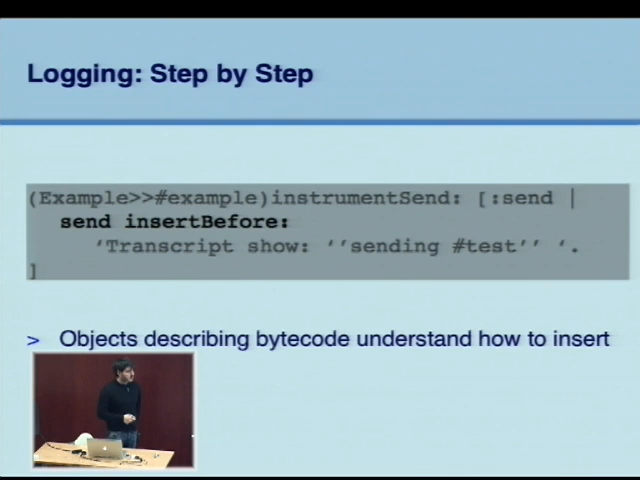 Logging: Step by Step
(Example>>#example)instrumentSend: [:send |
send insertBefore:
'Transcript show: ''sending #test'' '.
]
> Objects describing bytecode understand how to insert